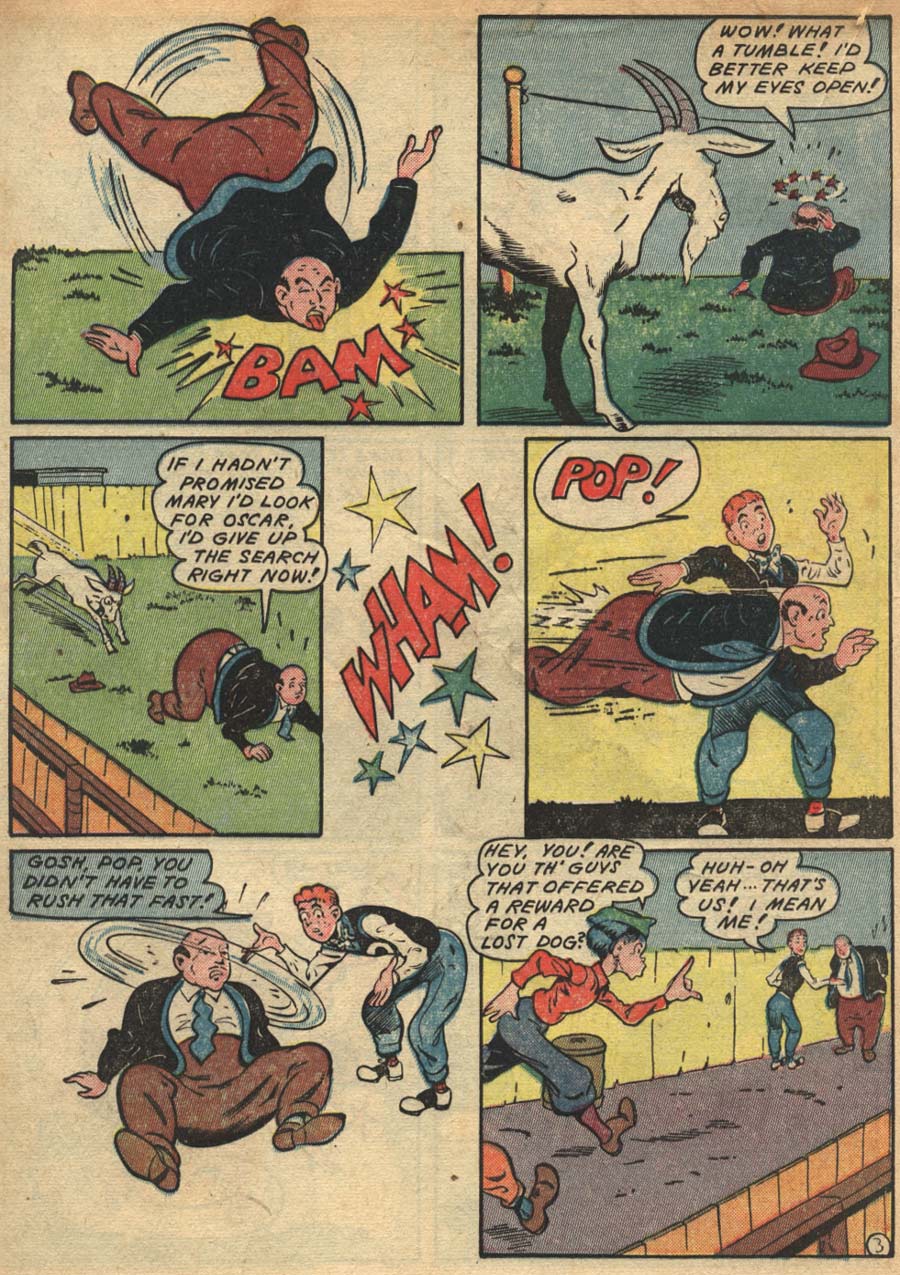 BAM
WOW! WHAT
A TUMBLE! I'D
BETTER KEEP
MY EYES OPEN!
IF I HADN'T
PROMISED
MARY I'D LOOK
FOR OSCAR,
I'D GIVE UP
THE SEARCH
RIGHT NOW!
WHAM!
POP!
GOSH, POP, YOU
DIDN'T HAVE TO
RUSH THAT FAST!
HEY, YOU! ARE
YOU TH' GUYS
THAT OFFERED
A REWARD
FOR A
LOST DOG?
HUH-OH
YEAH... THAT'S
US! I MEAN
ME!
3